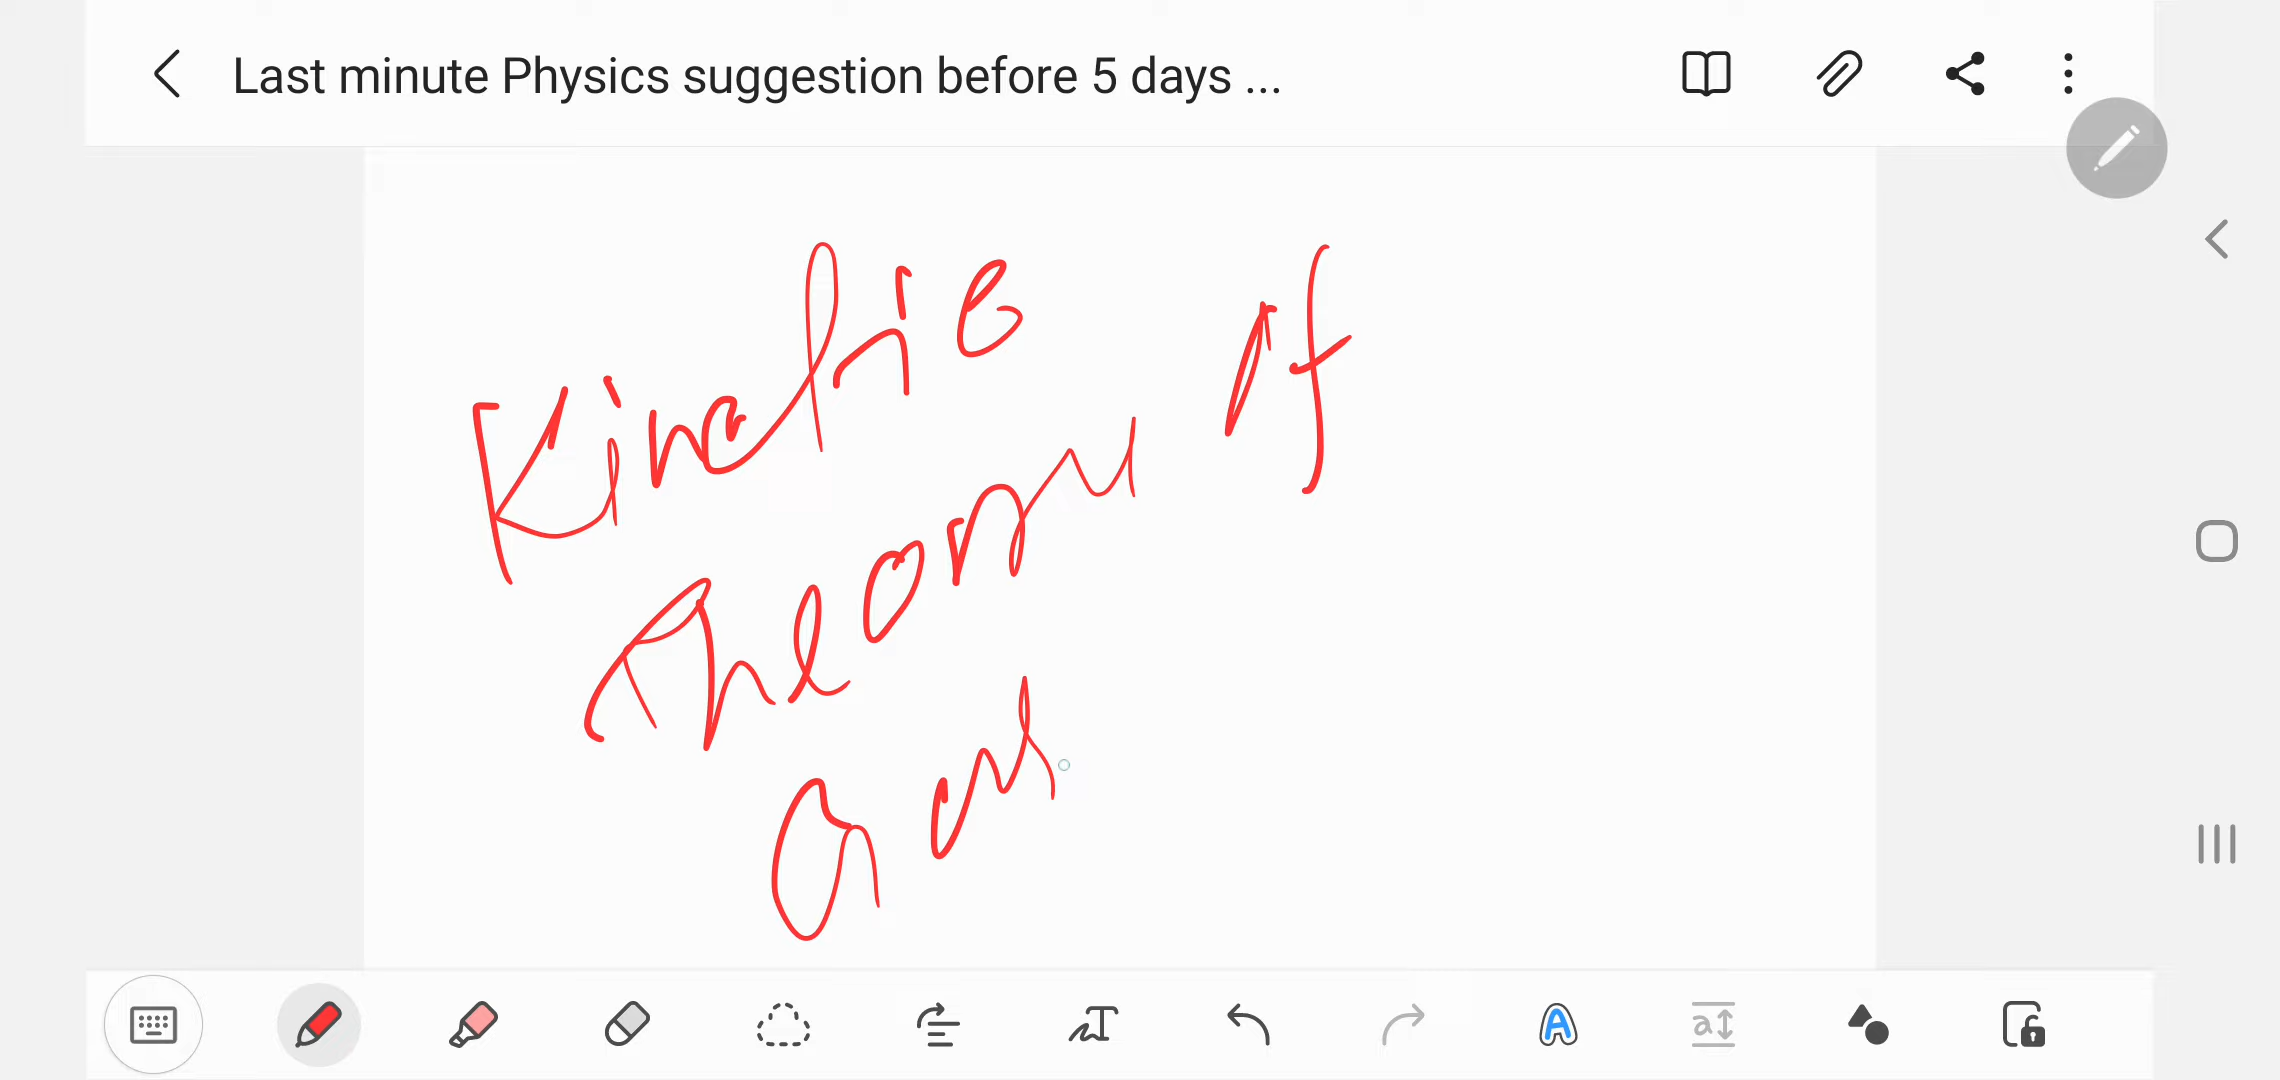 Last minute Physics suggestion before 5 days ...
Kinetic
Theory of
Gas